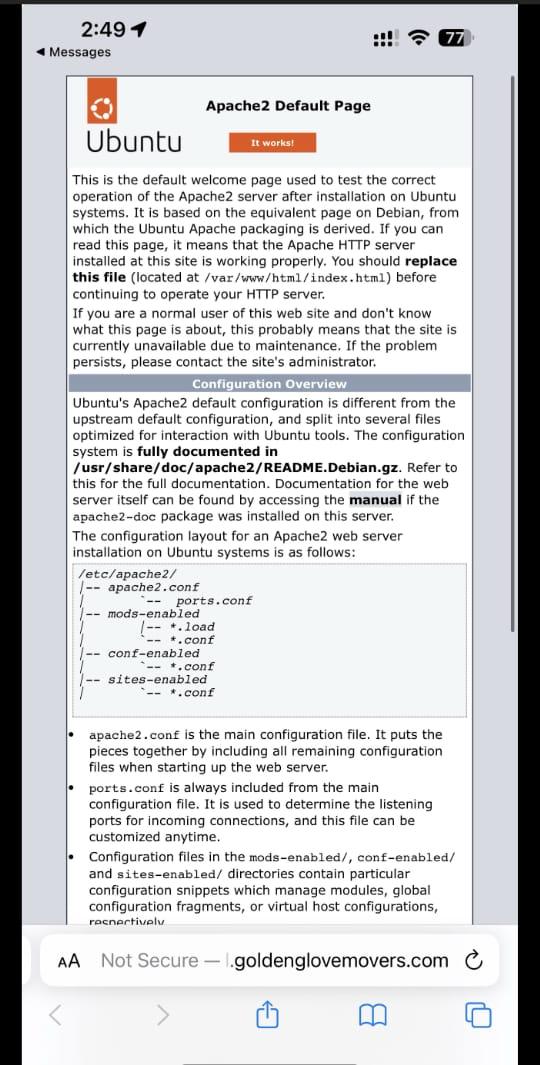 2:49
77
◀ Messages
Apache2 Default Page
Ubuntu
It works!
This is the default welcome page used to test the correct
operation of the Apache2 server after installation on Ubuntu
systems. It is based on the equivalent page on Debian, from
which the Ubuntu Apache packaging is derived. If you can
read this page, it means that the Apache HTTP server
installed at this site is working properly. You should replace
this file (located at /var/www/html/index.html) before
continuing to operate your HTTP server.
If you are a normal user of this web site and don't know
what this page is about, this probably means that the site is
currently unavailable due to maintenance. If the problem
persists, please contact the site's administrator.
Configuration Overview
Ubuntu's Apache2 default configuration is different from the
upstream default configuration, and split into several files
optimized for interaction with Ubuntu tools. The configuration
system is fully documented in
/usr/share/doc/apache2/README.Debian.gz. Refer to
this for the full documentation. Documentation for the web
server itself can be found by accessing the manual if the
apache2-doc package was installed on this server.
The configuration layout for an Apache2 web server
installation on Ubuntu systems is as follows:
/etc/apache2/
|-- apache2.conf
|       `--  ports.conf
|-- mods-enabled
|       |-- *.load
|       `-- *.conf
|-- conf-enabled
|       `-- *.conf
|-- sites-enabled
|       `-- *.conf
• apache2.conf is the main configuration file. It puts the
pieces together by including all remaining configuration
files when starting up the web server.
• ports.conf is always included from the main
configuration file. It is used to determine the listening
ports for incoming connections, and this file can be
customized anytime.
• Configuration files in the mods-enabled/, conf-enabled/
and sites-enabled/ directories contain particular
configuration snippets which manage modules, global
configuration fragments, or virtual host configurations,
respectively
AA Not Secure — l.goldenglovemovers.com